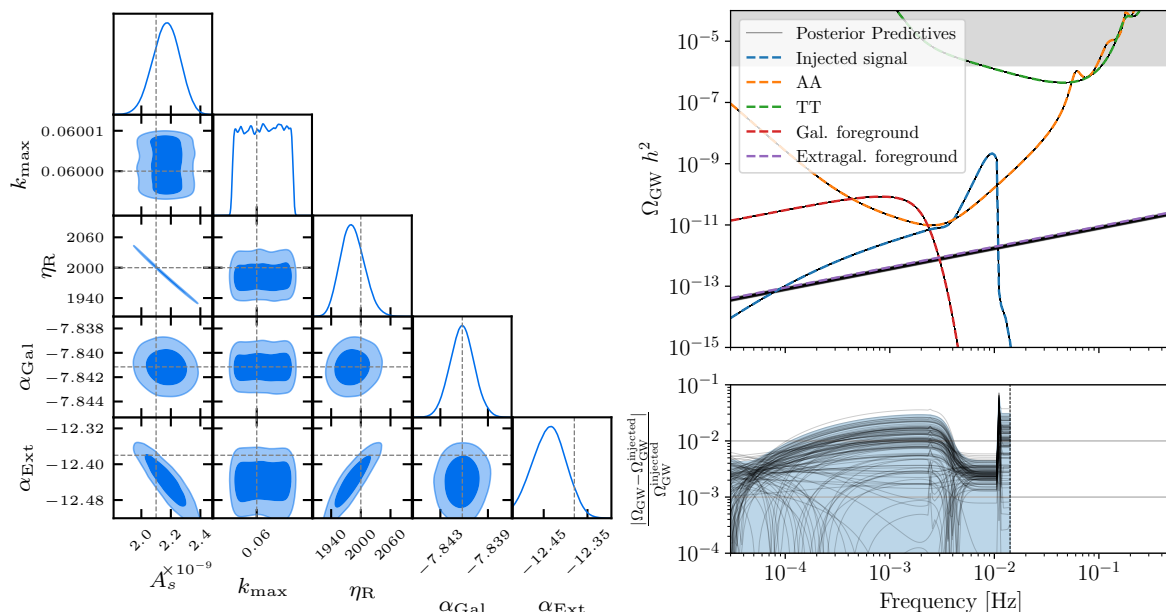 k_max
0.06001
0.06000
η_R
2060
2000
1940
α_Gal
−7.838
−7.840
−7.842
−7.844
α_Ext
−12.32
−12.40
−12.48
2.0 2.2 2.4
×10⁻⁹
A_s
0.06
k_max
1940 2000 2060
η_R
−7.843 −7.839
α_Gal
−12.45 −12.35
α_Ext
Ω_GW h²
10⁻⁵
10⁻⁷
10⁻⁹
10⁻¹¹
10⁻¹³
10⁻¹⁵
Posterior Predictives
Injected signal
AA
TT
Gal. foreground
Extragal. foreground
|Ω_GW − Ω_GW^injected|
Ω_GW^injected
10⁻¹
10⁻²
10⁻³
10⁻⁴
10⁻⁴ 10⁻³ 10⁻² 10⁻¹
Frequency [Hz]